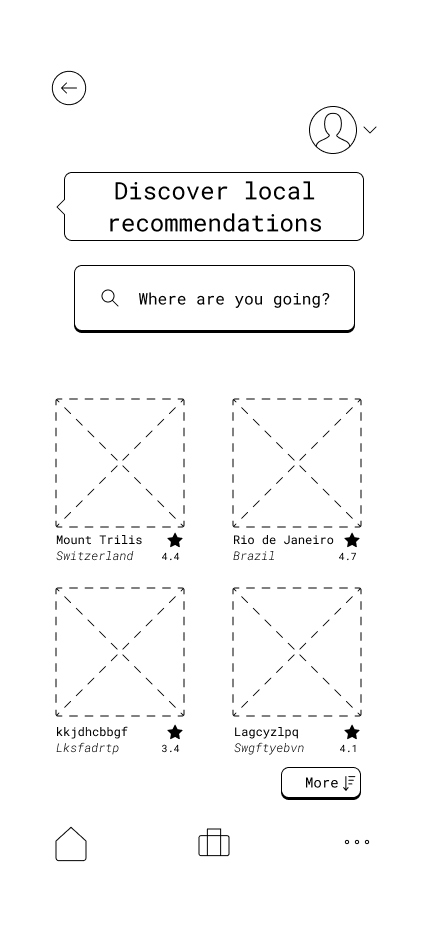 Discover local
recommendations
Where are you going?
Mount Trilis
Switzerland 4.4
Rio de Janeiro
Brazil 4.7
kkjdhcbbgf
Lksfadrtp 3.4
Lagcyzlpq
Swgftyebvn 4.1
More